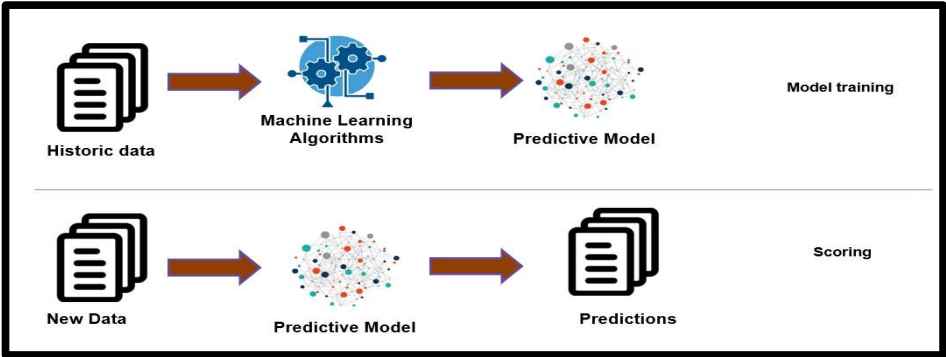 Historic data
Machine Learning
Algorithms
Predictive Model
Model training
New Data
Predictive Model
Predictions
Scoring